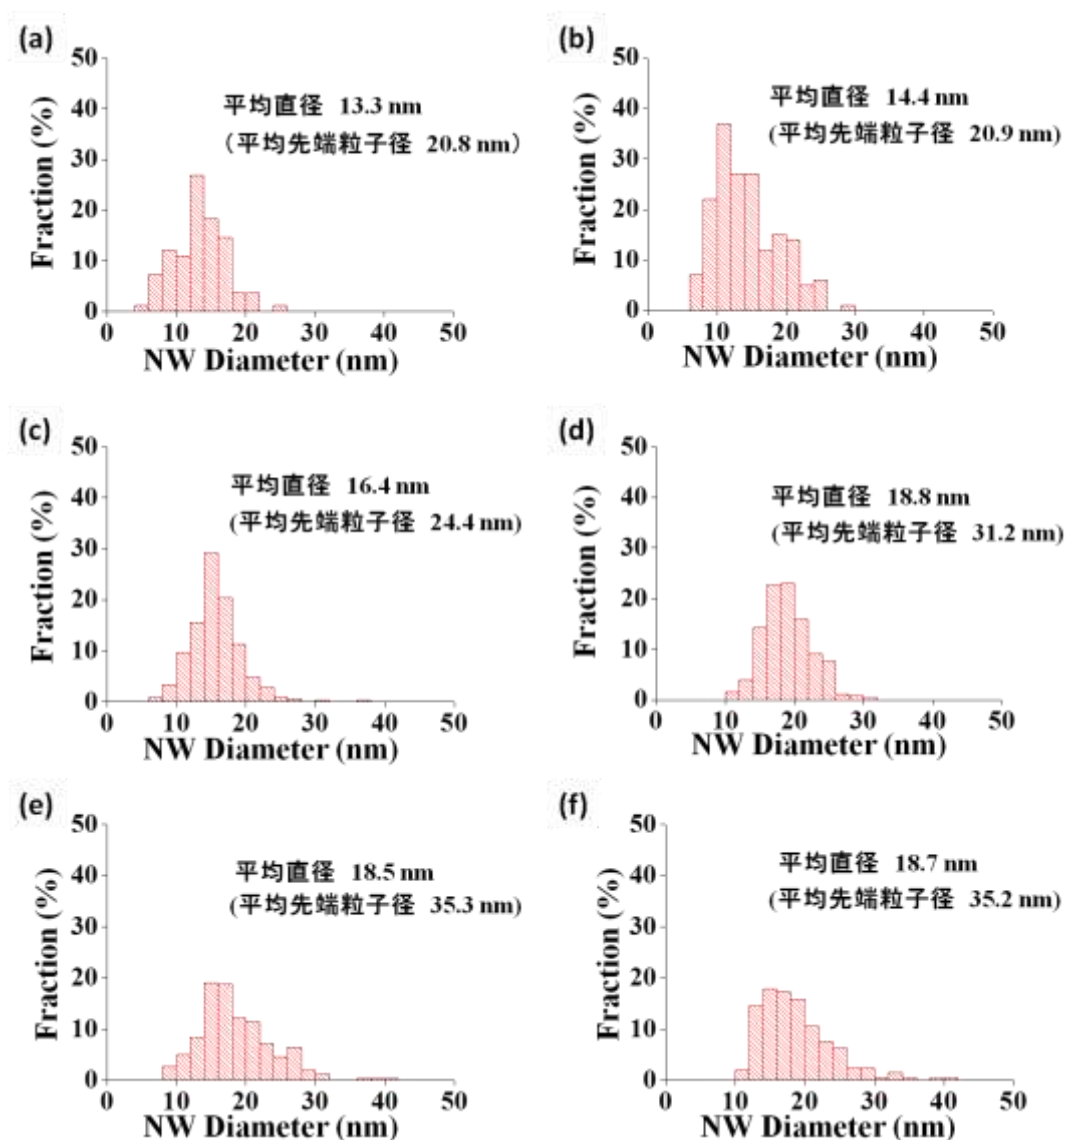 (a)
50
40
30
20
10
0
Fraction (%)
平均直径 13.3 nm
(平均先端粒子径 20.8 nm)
0 10 20 30 40 50
NW Diameter (nm)
(b)
50
40
30
20
10
0
Fraction (%)
平均直径 14.4 nm
(平均先端粒子径 20.9 nm)
0 10 20 30 40 50
NW Diameter (nm)
(c)
50
40
30
20
10
0
Fraction (%)
平均直径 16.4 nm
(平均先端粒子径 24.4 nm)
0 10 20 30 40 50
NW Diameter (nm)
(d)
50
40
30
20
10
0
Fraction (%)
平均直径 18.8 nm
(平均先端粒子径 31.2 nm)
0 10 20 30 40 50
NW Diameter (nm)
(e)
50
40
30
20
10
0
Fraction (%)
平均直径 18.5 nm
(平均先端粒子径 35.3 nm)
0 10 20 30 40 50
NW Diameter (nm)
(f)
50
40
30
20
10
0
Fraction (%)
平均直径 18.7 nm
(平均先端粒子径 35.2 nm)
0 10 20 30 40 50
NW Diameter (nm)